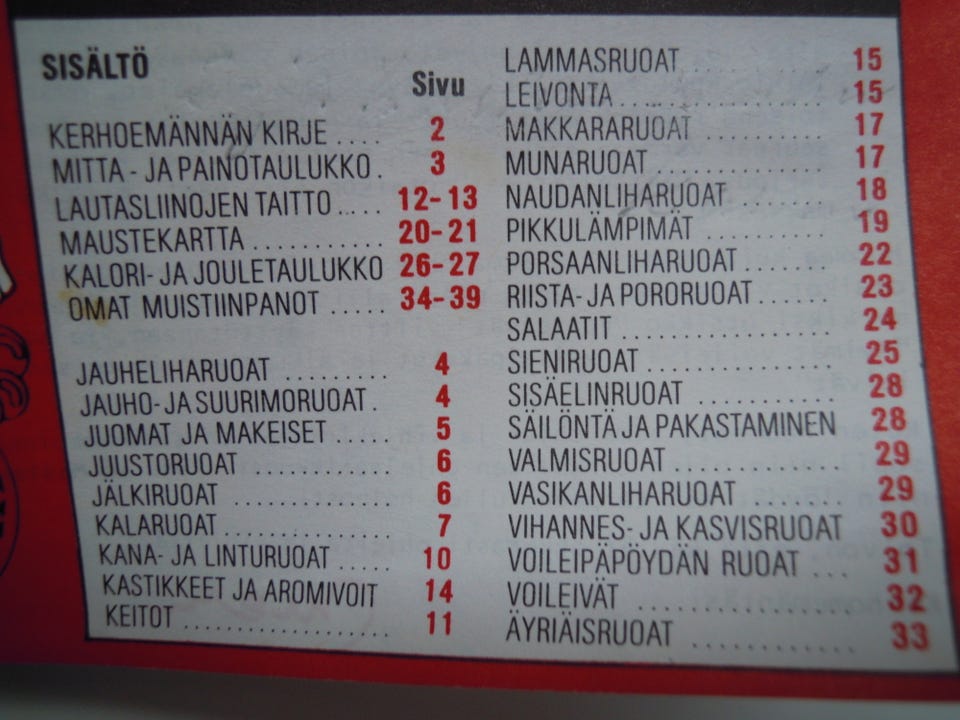 SISÄLTÖ
Sivu
KERHOEMÄNNÄN KIRJE .... 2
MITTA - JA PAINOTAULUKKO . 3
LAUTASLIINOJEN TAITTO ..... 12-13
MAUSTEKARTTA ............ 20-21
KALORI- JA JOULETAULUKKO 26-27
OMAT MUISTIINPANOT ..... 34-39
JAUHELIHARUOAT ......... 4
JAUHO- JA SUURIMORUOAT . 4
JUOMAT JA MAKEISET ..... 5
JUUSTORUOAT ............ 6
JÄLKIRUOAT .............. 6
KALARUOAT ............... 7
KANA- JA LINTURUOAT ..... 10
KASTIKKEET JA AROMIVOIT 14
KEITOT .................... 11
LAMMASRUOAT ............ 15
LEIVONTA ................. 15
MAKKARARUOAT .......... 17
MUNARUOAT .............. 17
NAUDANLIHARUOAT ....... 18
PIKKULÄMPIMÄT .......... 19
PORSAANLIHARUOAT ...... 22
RIISTA- JA PORORUOAT ..... 23
SALAATIT ................. 24
SIENIRUOAT ............... 25
SISÄELINRUOAT ........... 28
SÄILÖNTÄ JA PAKASTAMINEN 28
VALMISRUOAT ............ 29
VASIKANLIHARUOAT ....... 29
VIHANNES- JA KASVISRUOAT 30
VOILEIPÄPÖYDÄN RUOAT ... 31
VOILEIVÄT ................ 32
ÄYRIÄISRUOAT ............ 33